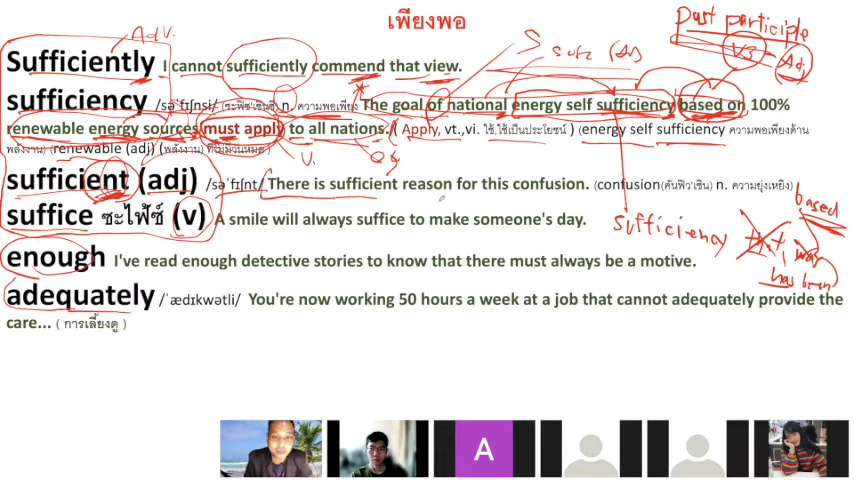 เพียงพอ
Past participle
Adv.
S
V3
Adj
Sufficiently I cannot sufficiently commend that view.
sufficiency /səˈfɪʃnsi/ (ซะฟิช'เชินซี) n. ความพอเพียง The goal of national energy self sufficiency based on 100%
renewable energy sources must apply to all nations. ( Apply, vt.,vi. ใช้,ใช้เป็นประโยชน์ ) (energy self sufficiency ความพอเพียงด้าน
พลังงาน) (renewable (adj) (พลังงาน) ที่ไม่มีวันหมด )
V.
sufficient (adj) /səˈfɪʃnt/ There is sufficient reason for this confusion. (confusion(คันฟิว'เชิน) n. ความยุ่งเหยิง)
suffice ซะไฟ้ซ์ (v) A smile will always suffice to make someone's day.
based
sufficiency
was
has been
enough I've read enough detective stories to know that there must always be a motive.
adequately /ˈædɪkwətli/ You're now working 50 hours a week at a job that cannot adequately provide the
care... ( การเลี้ยงดู )
A